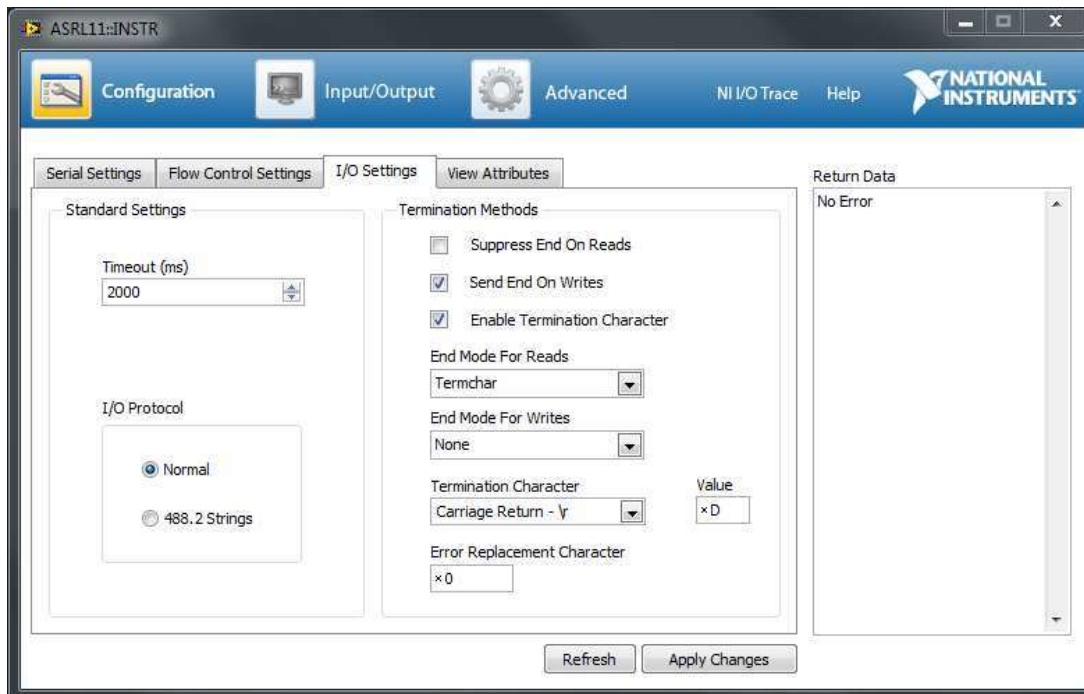 ASRL11::INSTR
Configuration
Input/Output
Advanced
NI I/O Trace
Help
NATIONAL
INSTRUMENTS
Serial Settings
Flow Control Settings
I/O Settings
View Attributes
Standard Settings
Timeout (ms)
2000
I/O Protocol
Normal
488.2 Strings
Termination Methods
Suppress End On Reads
Send End On Writes
Enable Termination Character
End Mode For Reads
Termchar
End Mode For Writes
None
Termination Character
Carriage Return - \r
Value
×D
Error Replacement Character
×0
Return Data
No Error
Refresh
Apply Changes